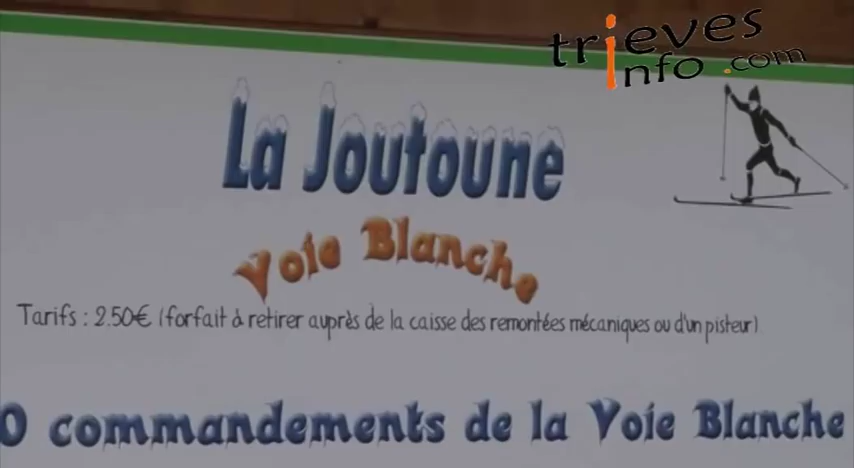 trieves
info.com
La Joutoune
Voie Blanche
Tarifs : 2.50€ (forfait à retirer auprès de la caisse des remontées mécaniques ou d'un pisteur)
0 commandements de la Voie Blanche